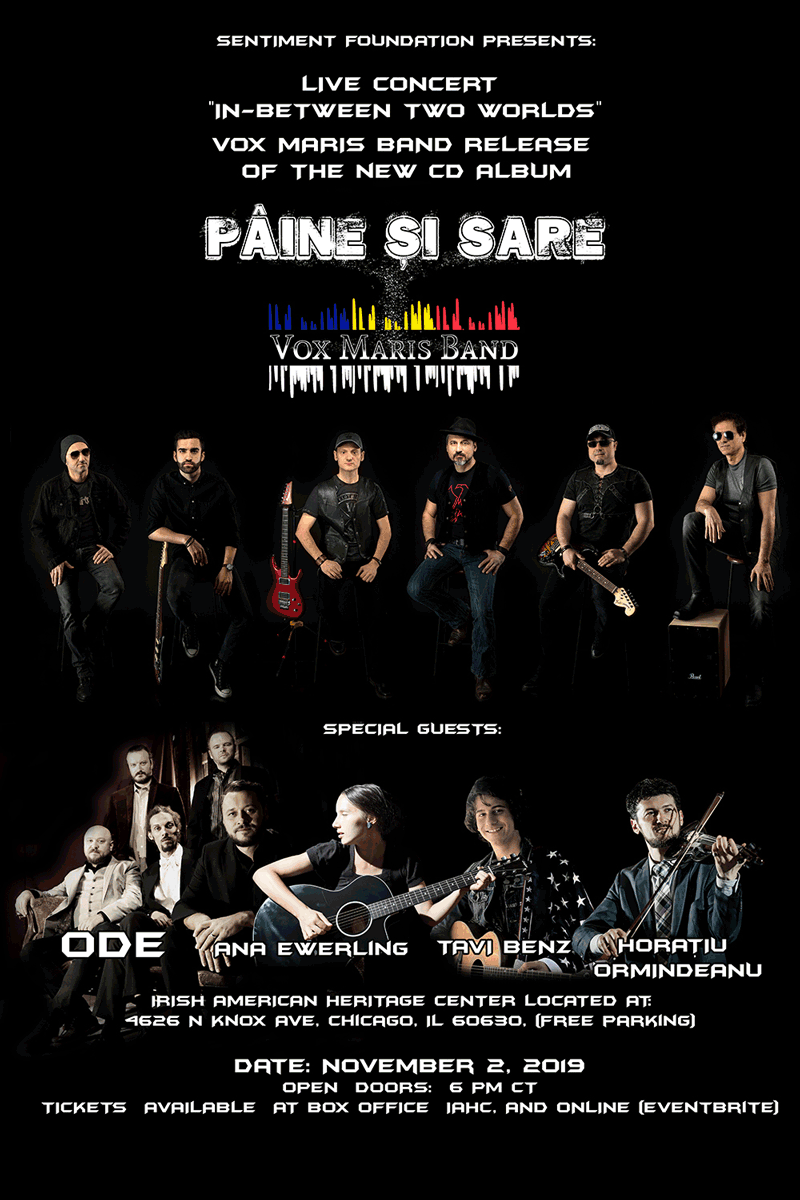 SENTIMENT FOUNDATION PRESENTS:
LIVE CONCERT
"IN-BETWEEN TWO WORLDS"
VOX MARIS BAND RELEASE
OF THE NEW CD ALBUM
PÂINE ȘI SARE
VOX MARIS BAND
Pearl
SPECIAL GUESTS:
ODE
ANA EWERLING
TAVI BENZ
HORAȚIU
ORMINDEANU
IRISH AMERICAN HERITAGE CENTER LOCATED AT:
4626 N KNOX AVE, CHICAGO, IL 60630, (FREE PARKING)
DATE: NOVEMBER 2, 2019
OPEN DOORS: 6 PM CT
TICKETS AVAILABLE AT BOX OFFICE IAHC, AND ONLINE (EVENTBRITE)